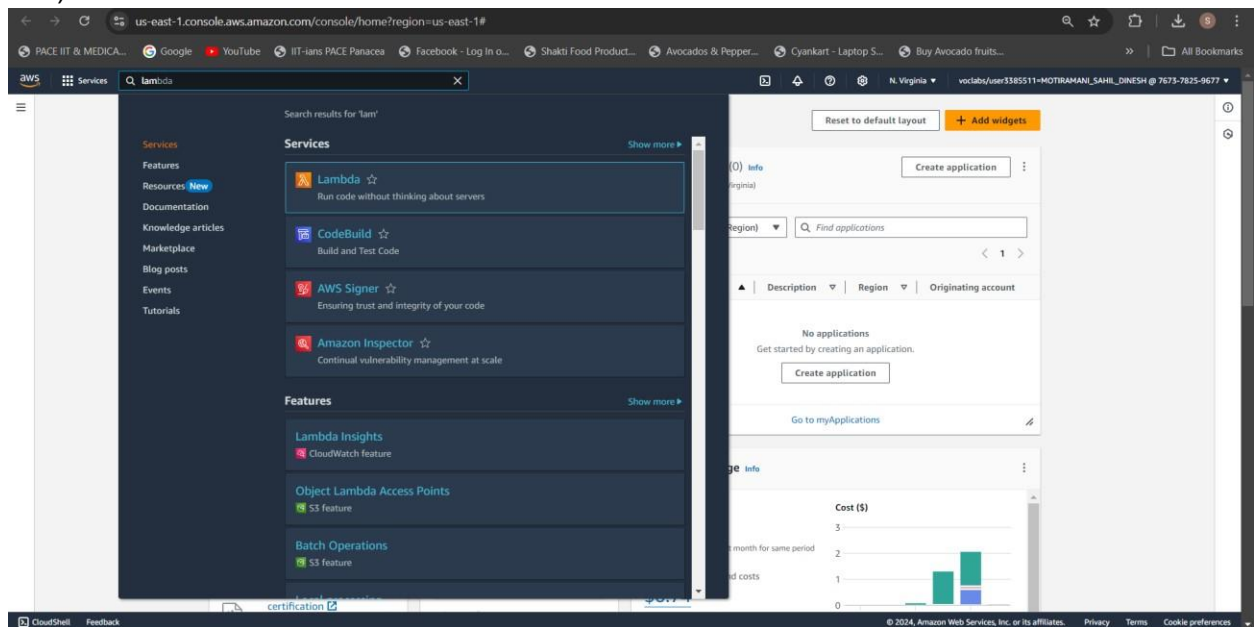 us-east-1.console.aws.amazon.com/console/home?region=us-east-1#
PACE IIT & MEDICA... Google YouTube IIT-ians PACE Panacea Facebook - Log In o... Shakti Food Product... Avocados & Pepper... Cyankart - Laptop S... Buy Avocado fruits... » All Bookmarks
aws Services lambda N. Virginia voclabs/user3385511=MOTIRAMANI_SAHIL_DINESH @ 7673-7825-9677
Search results for 'lam'
Services
Features
Resources New
Documentation
Knowledge articles
Marketplace
Blog posts
Events
Tutorials
Services Show more
Lambda
Run code without thinking about servers
CodeBuild
Build and Test Code
AWS Signer
Ensuring trust and integrity of your code
Amazon Inspector
Continual vulnerability management at scale
Features Show more
Lambda Insights
CloudWatch feature
Object Lambda Access Points
S3 feature
Batch Operations
S3 feature
certification
Reset to default layout + Add widgets
(0) Info Create application
Region) Find applications
< 1 >
Description Region Originating account
No applications
Get started by creating an application.
Create application
Go to myApplications
Info
Cost ($)
3
month for same period 2
costs 1
0
CloudShell Feedback © 2024, Amazon Web Services, Inc. or its affiliates. Privacy Terms Cookie preferences